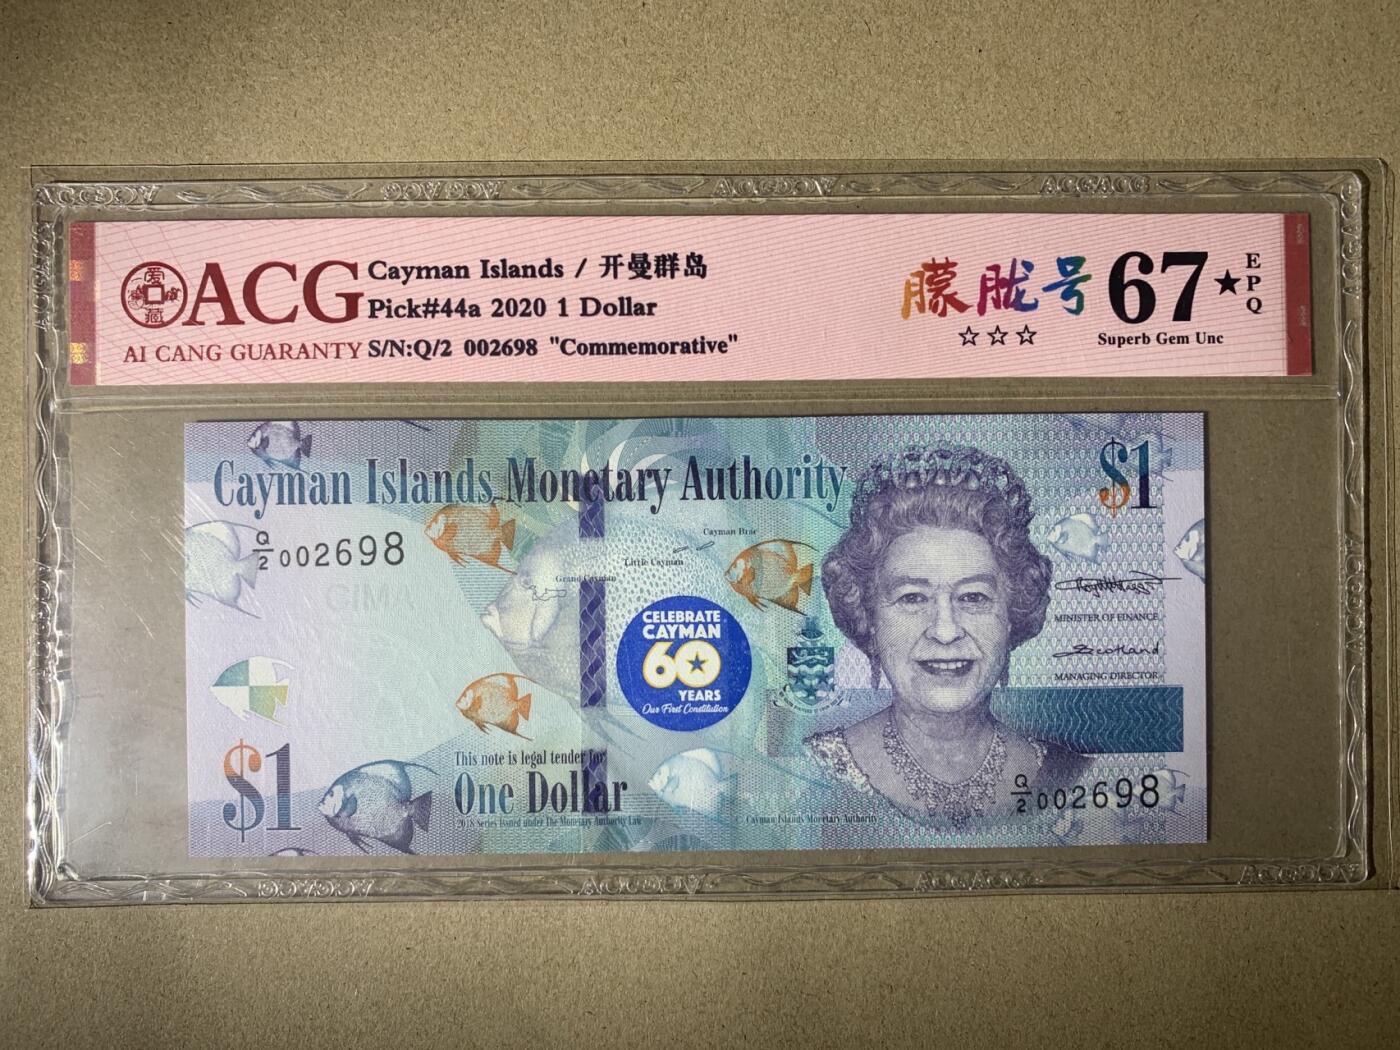 ACG
AI CANG GUARANTY
Cayman Islands / 开曼群岛
Pick#44a 2020 1 Dollar
S/N:Q/2 002698 "Commemorative"
朦胧号
☆☆☆
67★
EPQ
Superb Gem Unc
Cayman Islands Monetary Authority
$1
Q/2 002698
Cayman Brac
Little Cayman
Grand Cayman
CELEBRATE
CAYMAN
60
YEARS
Our First Constitution
MINISTER OF FINANCE
Scotland
MANAGING DIRECTOR
This note is legal tender for
One Dollar
2018 Series Issued under The Monetary Authority Law
© Cayman Islands Monetary Authority
$1
Q/2 002698